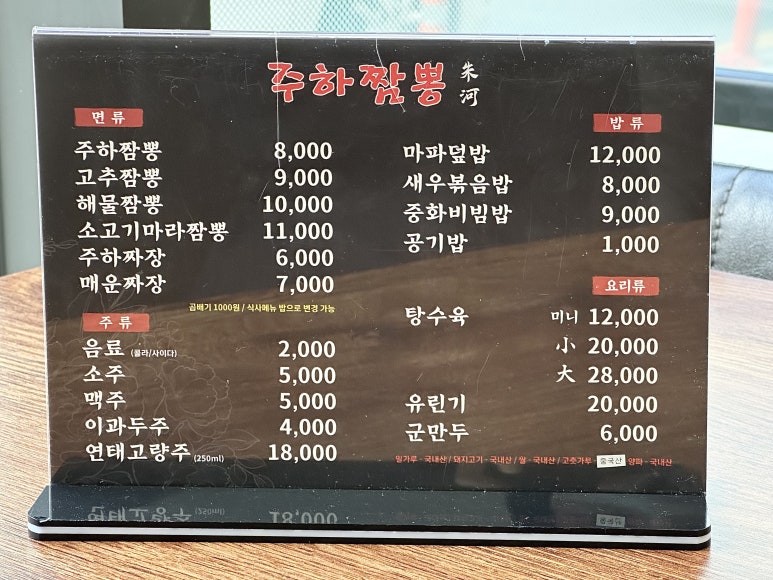 주하짬뽕 朱河
면류
주하짬뽕 8,000
고추짬뽕 9,000
해물짬뽕 10,000
소고기마라짬뽕 11,000
주하짜장 6,000
매운짜장 7,000
곱배기 1000원 / 식사메뉴 밥으로 변경 가능
주류
음료 (콜라/사이다) 2,000
소주 5,000
맥주 5,000
이과두주 4,000
연태고량주 (250ml) 18,000
밥류
마파덮밥 12,000
새우볶음밥 8,000
중화비빔밥 9,000
공기밥 1,000
요리류
탕수육 미니 12,000
小 20,000
大 28,000
유린기 20,000
군만두 6,000
밀가루 - 국내산 / 돼지고기 - 국내산 / 쌀 - 국내산 / 고춧가루 - 중국산 양파 - 국내산